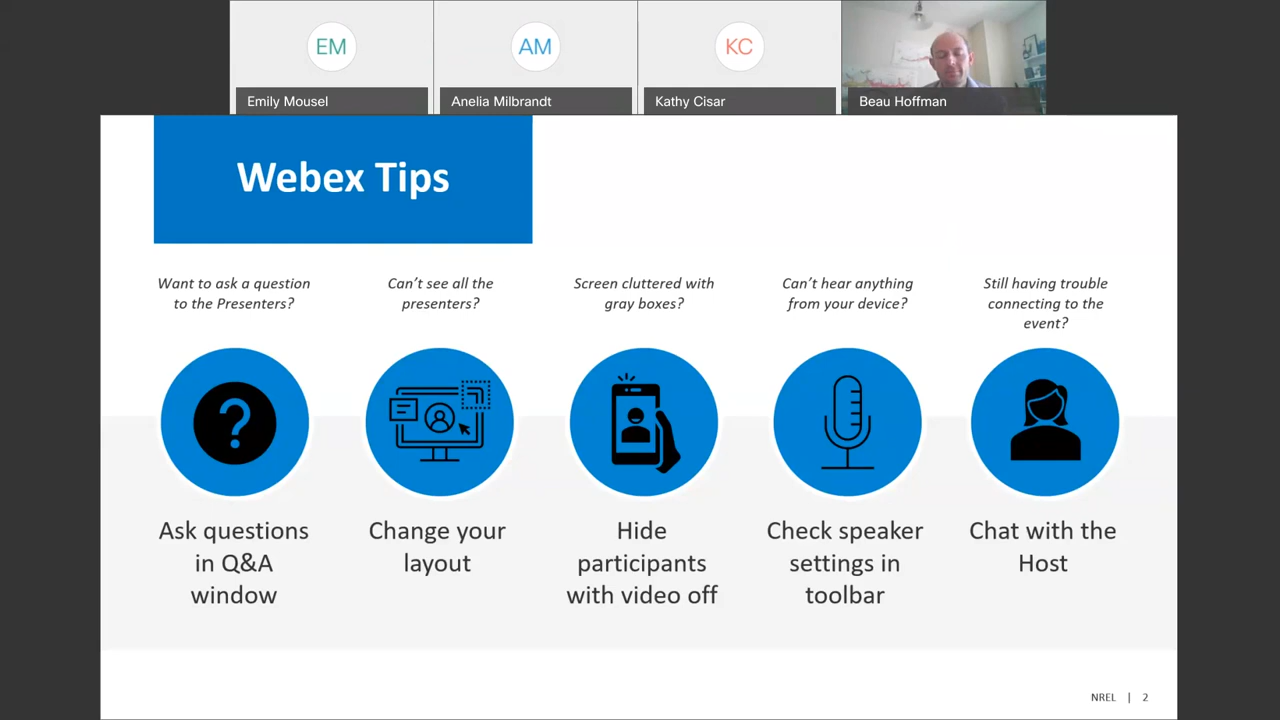 EM
AM
KC
Emily Mousel
Anelia Milbrandt
Kathy Cisar
Beau Hoffman
Webex Tips
Want to ask a question
to the Presenters?
Can't see all the
presenters?
Screen cluttered with
gray boxes?
Can't hear anything
from your device?
Still having trouble
connecting to the
event?
?
Ask questions
in Q&A
window
Change your
layout
Hide
participants
with video off
Check speaker
settings in
toolbar
Chat with the
Host
NREL | 2